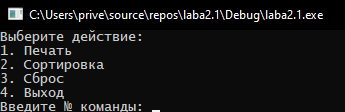 C:\Users\prive\source\repos\laba2.1\Debug\laba2.1.exe
Выберите действие:
1. Печать
2. Сортировка
3. Сброс
4. Выход
Введите № команды: